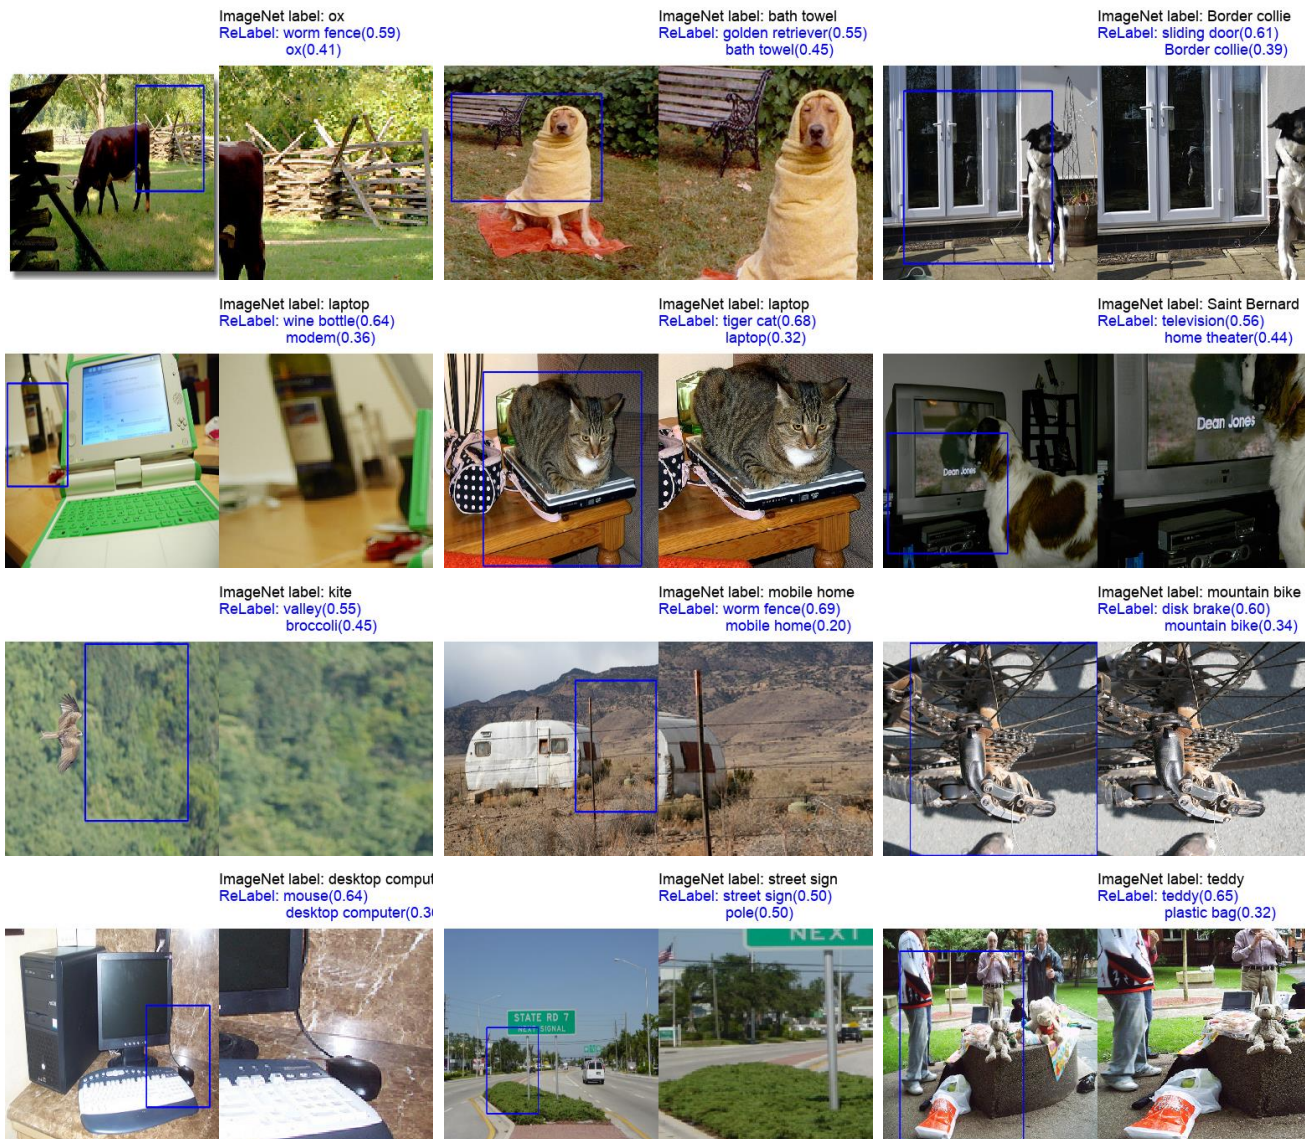 ImageNet label: ox
ReLabel: worm fence(0.59)
ox(0.41)
ImageNet label: bath towel
ReLabel: golden retriever(0.55)
bath towel(0.45)
ImageNet label: Border collie
ReLabel: sliding door(0.61)
Border collie(0.39)
ImageNet label: laptop
ReLabel: wine bottle(0.64)
modem(0.36)
ImageNet label: laptop
ReLabel: tiger cat(0.68)
laptop(0.32)
ImageNet label: Saint Bernard
ReLabel: television(0.56)
home theater(0.44)
Dean Jones
Dean Jones
ImageNet label: kite
ReLabel: valley(0.55)
broccoli(0.45)
ImageNet label: mobile home
ReLabel: worm fence(0.69)
mobile home(0.20)
ImageNet label: mountain bike
ReLabel: disk brake(0.60)
mountain bike(0.34)
ImageNet label: desktop comput
ReLabel: mouse(0.64)
desktop computer(0.3
ImageNet label: street sign
ReLabel: street sign(0.50)
pole(0.50)
STATE RD 7
NEXT SIGNAL
NEXT
ImageNet label: teddy
ReLabel: teddy(0.65)
plastic bag(0.32)